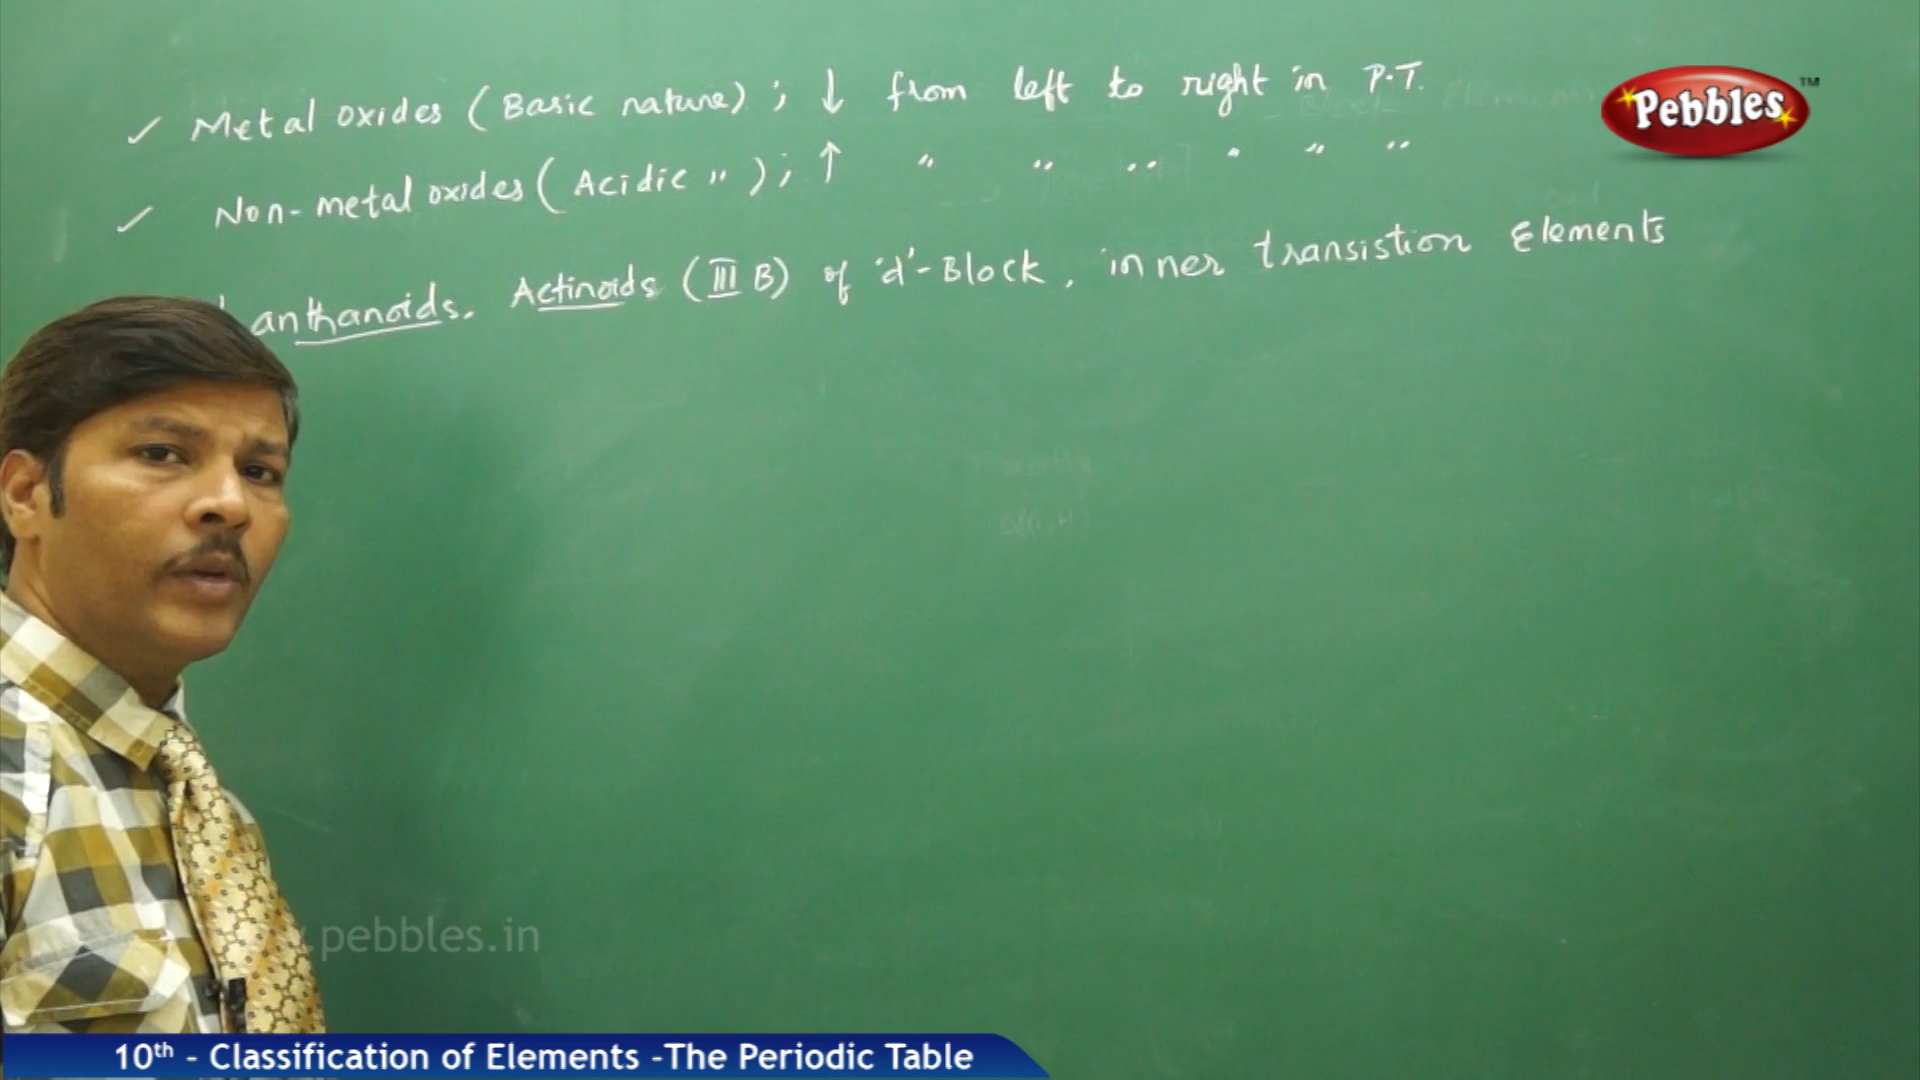 ✓ Metal oxides (Basic nature) ; ↓ from left to right in P.T.
✓ Non-metal oxides (Acidic ") ; ↑ " " " " " "
anthanoids. Actinoids (III B) of 'd'-Block, inner transistion Elements
Pebbles TM
.pebbles.in
10th - Classification of Elements -The Periodic Table